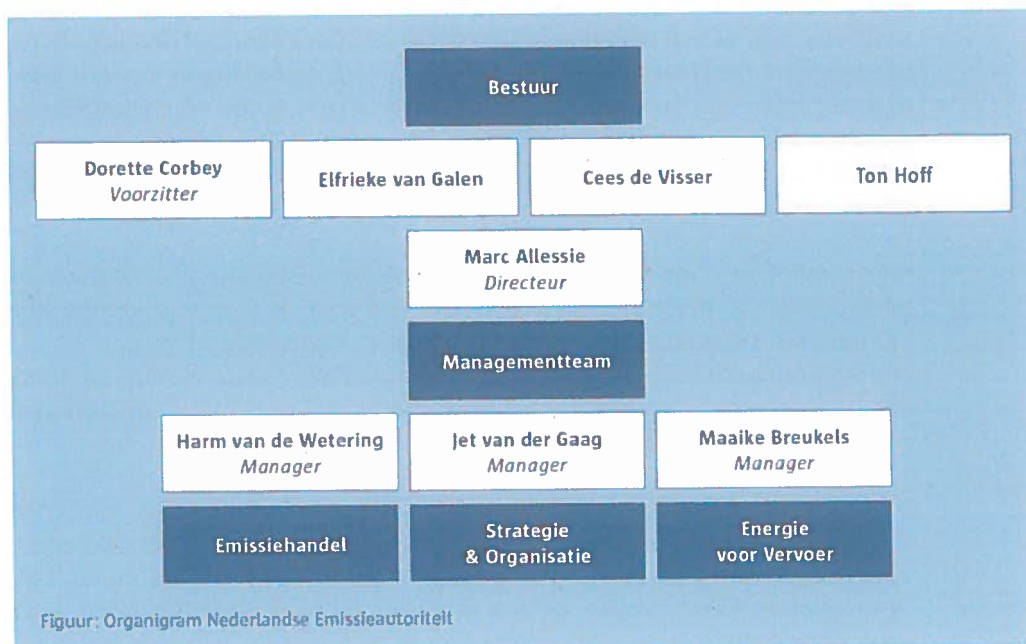 Bestuur
Dorette Corbey
Voorzitter
Elfrieke van Galen
Cees de Visser
Ton Hoff
Marc Allessie
Directeur
Managementteam
Harm van de Wetering
Manager
Jet van der Gaag
Manager
Maaike Breukels
Manager
Emissiehandel
Strategie
& Organisatie
Energie
voor Vervoer
Figuur: Organigram Nederlandse Emissieautoriteit